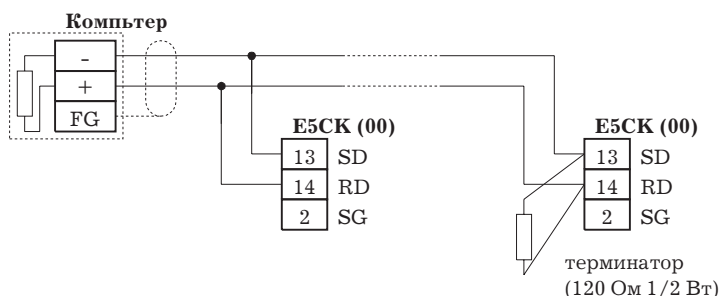 Компьтер
-
+
FG
E5CK (00)
13 SD
14 RD
2 SG
E5CK (00)
13 SD
14 RD
2 SG
терминатор
(120 Ом 1/2 Вт)